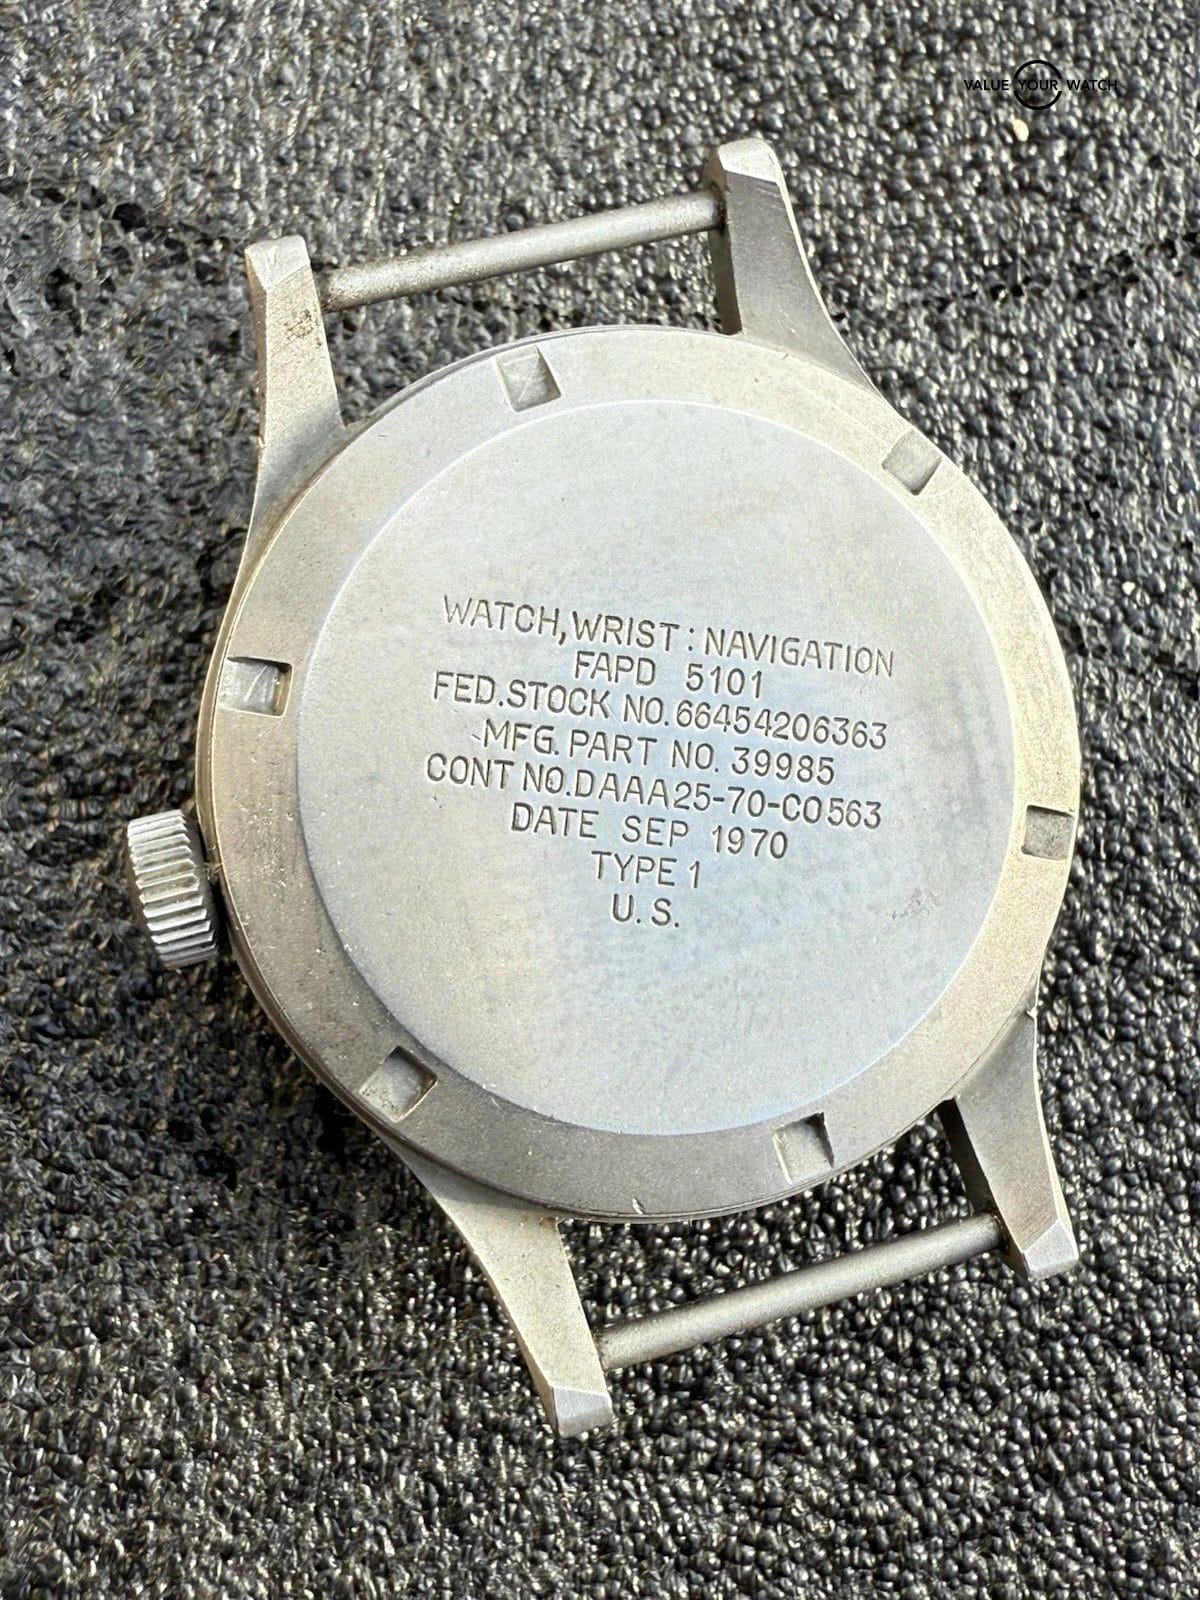 VALUE YOUR WATCH
WATCH, WRIST: NAVIGATION
FAPD 5101
FED. STOCK NO. 66454206363
MFG. PART NO. 39985
CONT NO. DAAA25-70-C0563
DATE SEP 1970
TYPE 1
U. S.